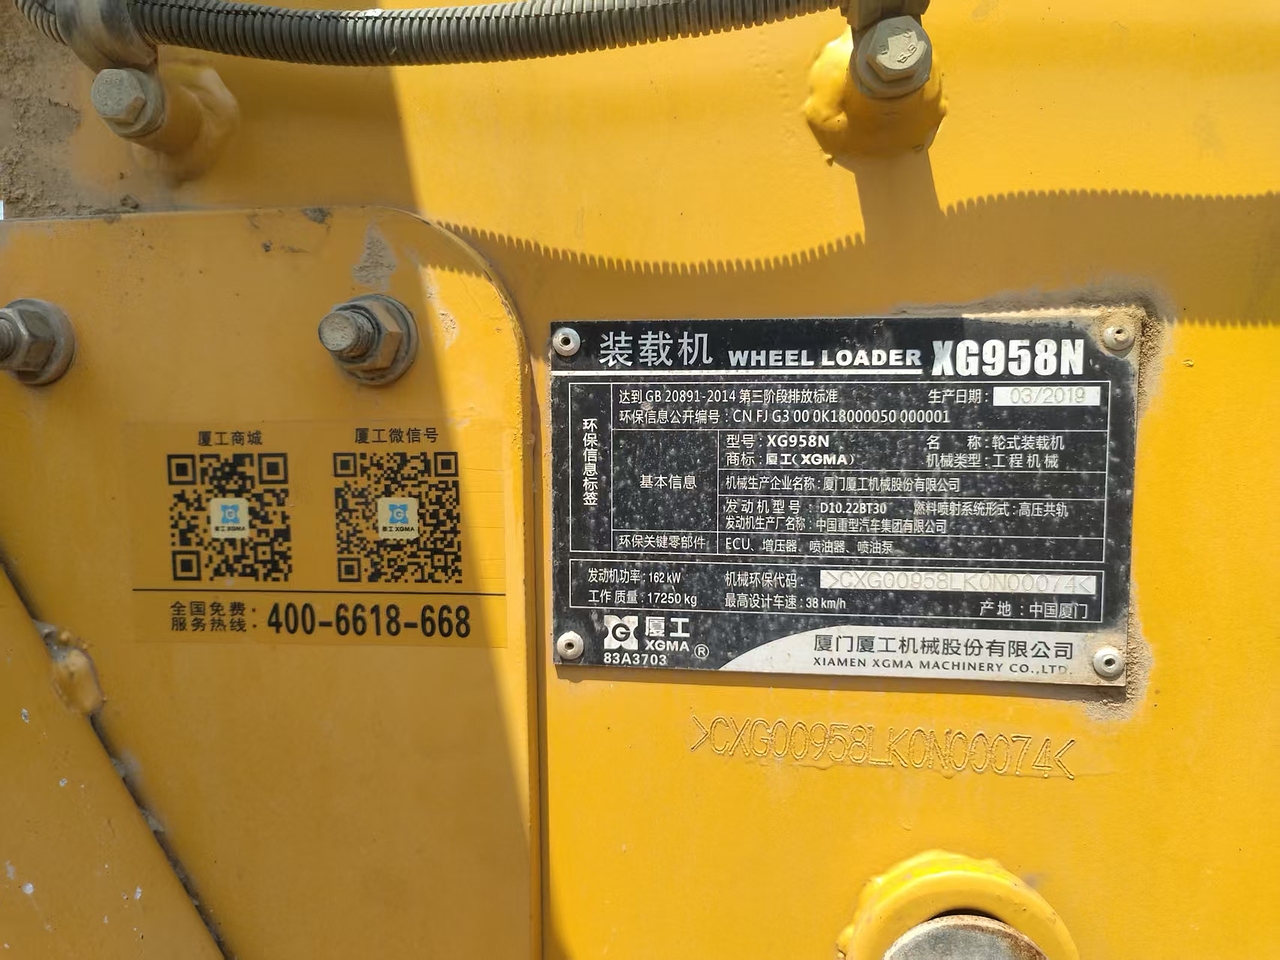 厦工商城
厦工微信号
厦工 XGMA
厦工 XGMA
全国免费:
服务热线:
400-6618-668
装载机 WHEEL LOADER XG958N
环保信息标签
达到 GB 20891-2014 第三阶段排放标准
生产日期: 03/2019
环保信息公开编号: CN FJ G3 00 0K18000050 000001
基本信息
型号: XG958N
名 称: 轮式装载机
商标: 厦工(XGMA)
机械类型: 工程机械
机械生产企业名称: 厦门厦工机械股份有限公司
发动机型号: D10.22BT30
燃料喷射系统形式: 高压共轨
发动机生产厂名称: 中国重型汽车集团有限公司
环保关键零部件
ECU、增压器、喷油器、喷油泵
发动机功率: 162 kW
机械环保代码: >CXG00958LK0N00074<
工作质量: 17250 kg
最高设计车速: 38 km/h
产地: 中国厦门
厦工
XGMA ®
83A3703
厦门厦工机械股份有限公司
XIAMEN XGMA MACHINERY CO.,LTD.
>CXG00958LK0N00074<